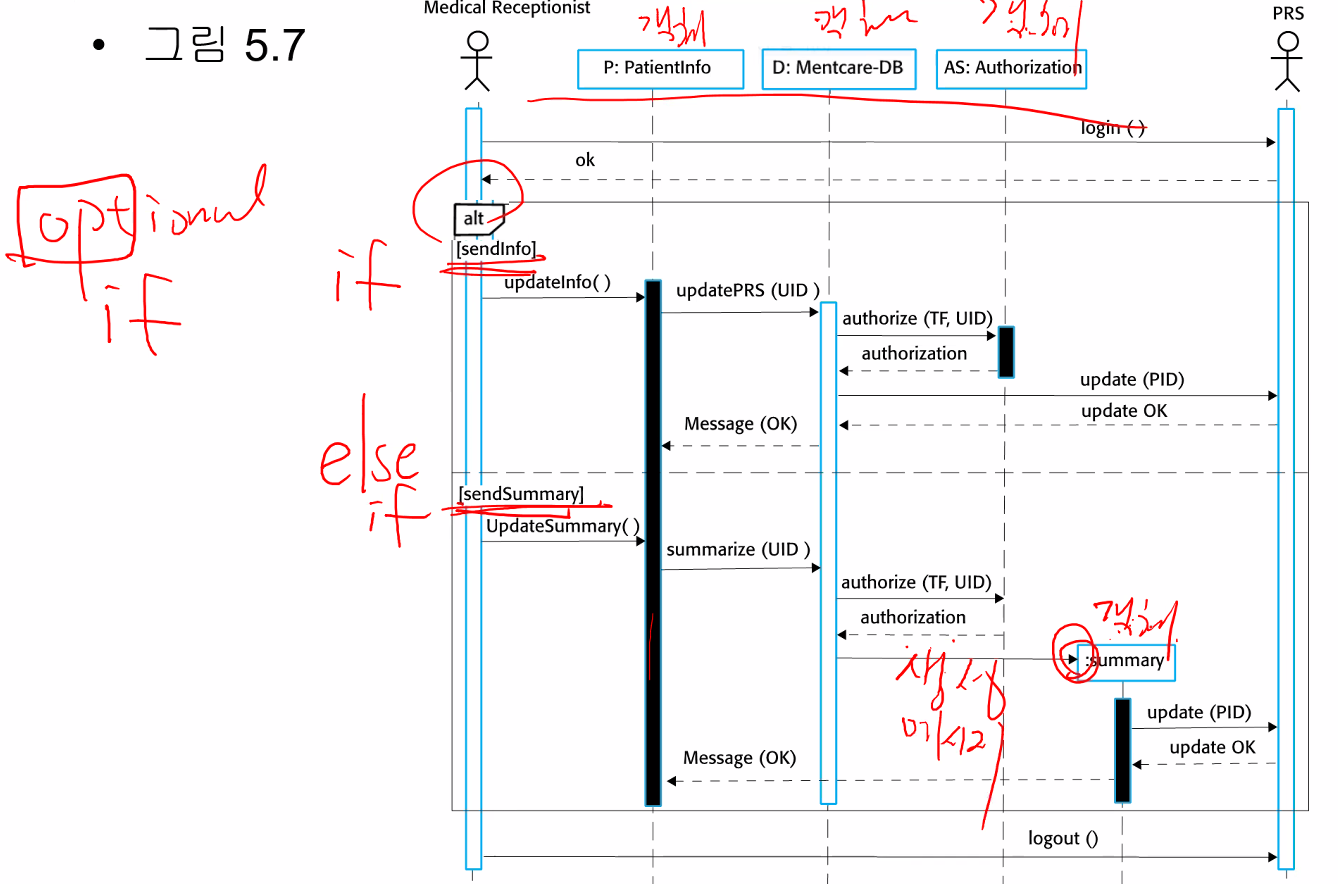 Medical Receptionist
객체
객체
객체
PRS
• 그림 5.7
P: PatientInfo
D: Mentcare-DB
AS: Authorization
login ( )
ok
optional
if
alt
[sendInfo]
if
updateInfo( )
updatePRS (UID )
authorize (TF, UID)
authorization
update (PID)
update OK
Message (OK)
else
if
[sendSummary]
UpdateSummary( )
summarize (UID )
authorize (TF, UID)
authorization
객체
:summary
생성
메시지
update (PID)
update OK
Message (OK)
logout ()